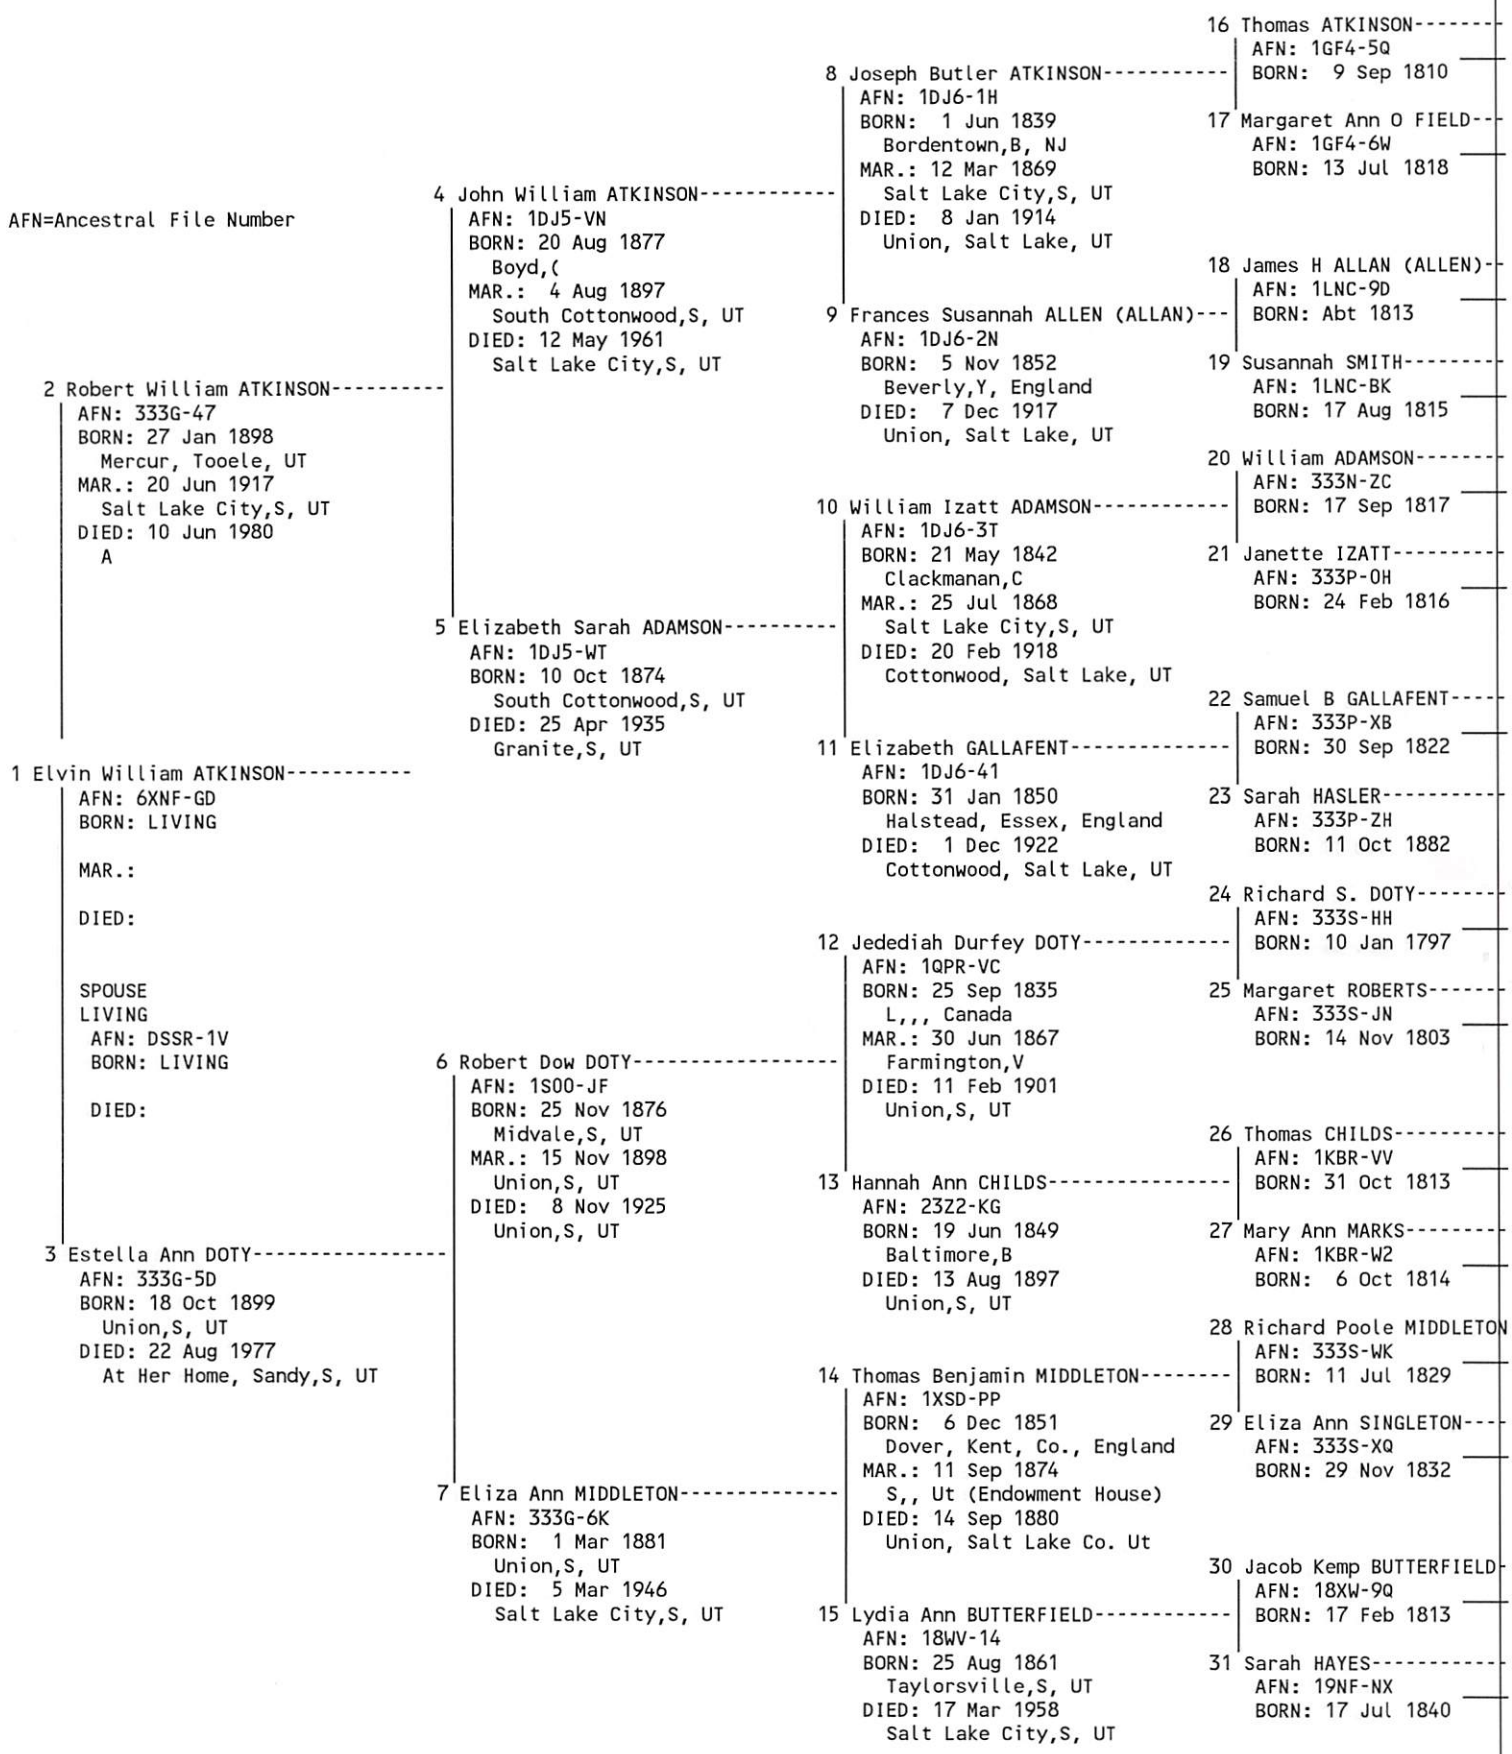 AFN=Ancestral File Number
1 Elvin William ATKINSON-----------
AFN: 6XNF-GD
BORN: LIVING
MAR.:
DIED:
SPOUSE
LIVING
AFN: DSSR-1V
BORN: LIVING
DIED:
2 Robert William ATKINSON----------
AFN: 333G-47
BORN: 27 Jan 1898
Mercur, Tooele, UT
MAR.: 20 Jun 1917
Salt Lake City,S, UT
DIED: 10 Jun 1980
A
3 Estella Ann DOTY-----------------
AFN: 333G-5D
BORN: 18 Oct 1899
Union,S, UT
DIED: 22 Aug 1977
At Her Home, Sandy,S, UT
4 John William ATKINSON------------
AFN: 1DJ5-VN
BORN: 20 Aug 1877
Boyd,(
MAR.: 4 Aug 1897
South Cottonwood,S, UT
DIED: 12 May 1961
Salt Lake City,S, UT
5 Elizabeth Sarah ADAMSON----------
AFN: 1DJ5-WT
BORN: 10 Oct 1874
South Cottonwood,S, UT
DIED: 25 Apr 1935
Granite,S, UT
6 Robert Dow DOTY------------------
AFN: 1S00-JF
BORN: 25 Nov 1876
Midvale,S, UT
MAR.: 15 Nov 1898
Union,S, UT
DIED: 8 Nov 1925
Union,S, UT
7 Eliza Ann MIDDLETON--------------
AFN: 333G-6K
BORN: 1 Mar 1881
Union,S, UT
DIED: 5 Mar 1946
Salt Lake City,S, UT
8 Joseph Butler ATKINSON-----------
AFN: 1DJ6-1H
BORN: 1 Jun 1839
Bordentown,B, NJ
MAR.: 12 Mar 1869
Salt Lake City,S, UT
DIED: 8 Jan 1914
Union, Salt Lake, UT
9 Frances Susannah ALLEN (ALLAN)---
AFN: 1DJ6-2N
BORN: 5 Nov 1852
Beverly,Y, England
DIED: 7 Dec 1917
Union, Salt Lake, UT
10 William Izatt ADAMSON------------
AFN: 1DJ6-3T
BORN: 21 May 1842
Clackmanan,C
MAR.: 25 Jul 1868
Salt Lake City,S, UT
DIED: 20 Feb 1918
Cottonwood, Salt Lake, UT
11 Elizabeth GALLAFENT--------------
AFN: 1DJ6-41
BORN: 31 Jan 1850
Halstead, Essex, England
DIED: 1 Dec 1922
Cottonwood, Salt Lake, UT
12 Jedediah Durfey DOTY-------------
AFN: 1QPR-VC
BORN: 25 Sep 1835
L,,, Canada
MAR.: 30 Jun 1867
Farmington,V
DIED: 11 Feb 1901
Union,S, UT
13 Hannah Ann CHILDS----------------
AFN: 23Z2-KG
BORN: 19 Jun 1849
Baltimore,B
DIED: 13 Aug 1897
Union,S, UT
14 Thomas Benjamin MIDDLETON--------
AFN: 1XSD-PP
BORN: 6 Dec 1851
Dover, Kent, Co., England
MAR.: 11 Sep 1874
S,, Ut (Endowment House)
DIED: 14 Sep 1880
Union, Salt Lake Co. Ut
15 Lydia Ann BUTTERFIELD------------
AFN: 18WV-14
BORN: 25 Aug 1861
Taylorsville,S, UT
DIED: 17 Mar 1958
Salt Lake City,S, UT
16 Thomas ATKINSON--------
AFN: 1GF4-5Q
BORN: 9 Sep 1810
17 Margaret Ann O FIELD---
AFN: 1GF4-6W
BORN: 13 Jul 1818
18 James H ALLAN (ALLEN)--
AFN: 1LNC-9D
BORN: Abt 1813
19 Susannah SMITH---------
AFN: 1LNC-BK
BORN: 17 Aug 1815
20 William ADAMSON--------
AFN: 333N-ZC
BORN: 17 Sep 1817
21 Janette IZATT----------
AFN: 333P-0H
BORN: 24 Feb 1816
22 Samuel B GALLAFENT-----
AFN: 333P-XB
BORN: 30 Sep 1822
23 Sarah HASLER-----------
AFN: 333P-ZH
BORN: 11 Oct 1882
24 Richard S. DOTY--------
AFN: 333S-HH
BORN: 10 Jan 1797
25 Margaret ROBERTS-------
AFN: 333S-JN
BORN: 14 Nov 1803
26 Thomas CHILDS----------
AFN: 1KBR-VV
BORN: 31 Oct 1813
27 Mary Ann MARKS---------
AFN: 1KBR-W2
BORN: 6 Oct 1814
28 Richard Poole MIDDLETON
AFN: 333S-WK
BORN: 11 Jul 1829
29 Eliza Ann SINGLETON----
AFN: 333S-XQ
BORN: 29 Nov 1832
30 Jacob Kemp BUTTERFIELD-
AFN: 18XW-9Q
BORN: 17 Feb 1813
31 Sarah HAYES------------
AFN: 19NF-NX
BORN: 17 Jul 1840